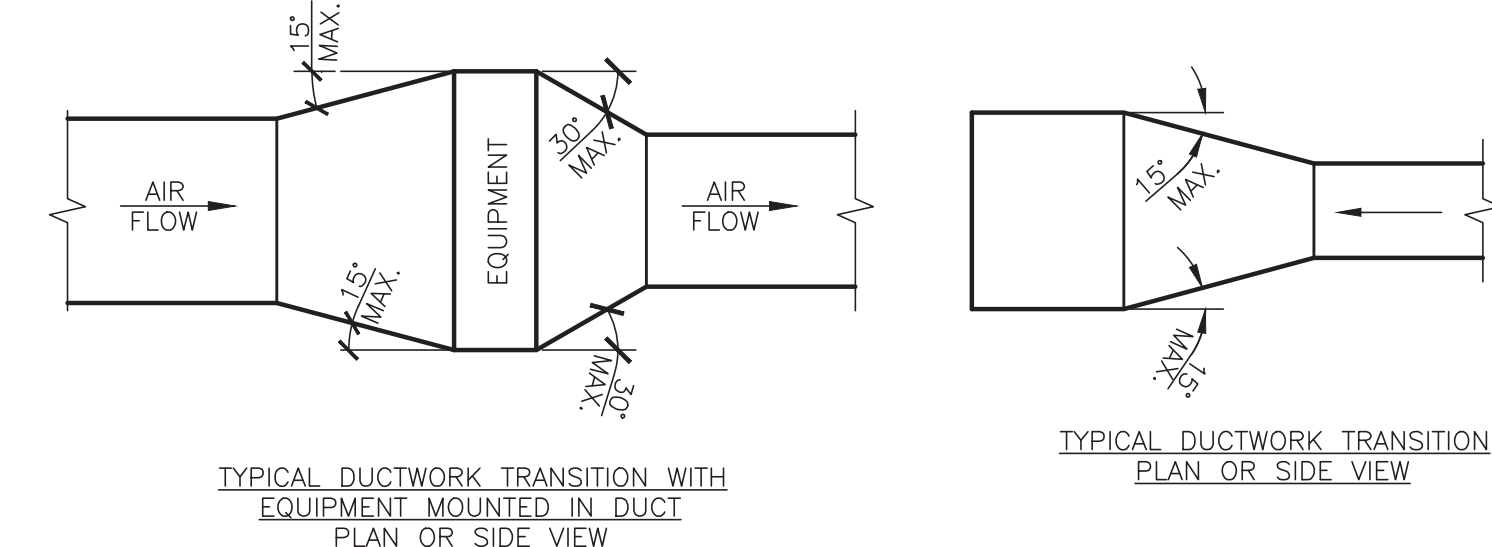 15°
MAX.
AIR
FLOW
15°
MAX.
EQUIPMENT
30°
MAX.
30°
MAX.
AIR
FLOW
TYPICAL DUCTWORK TRANSITION WITH
EQUIPMENT MOUNTED IN DUCT
PLAN OR SIDE VIEW
15°
MAX.
15°
MAX.
TYPICAL DUCTWORK TRANSITION
PLAN OR SIDE VIEW